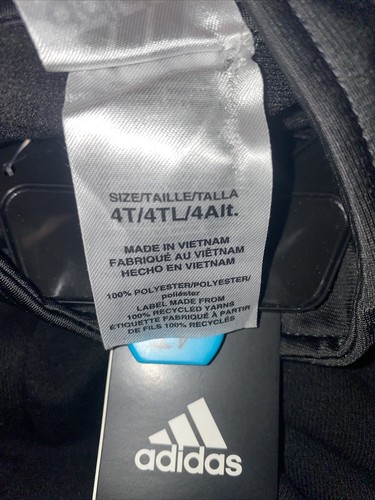 SIZE/TAILLE/TALLA
4T/4TL/4Alt.
MADE IN VIETNAM
FABRIQUÉ AU VIÊTNAM
HECHO EN VIETNAM
100% POLYESTER/POLYESTER/
poliéster
LABEL MADE FROM
100% RECYCLED YARNS
ÉTIQUETTE FABRIQUÉE À PARTIR
DE FILS 100% RECYCLÉS
adidas